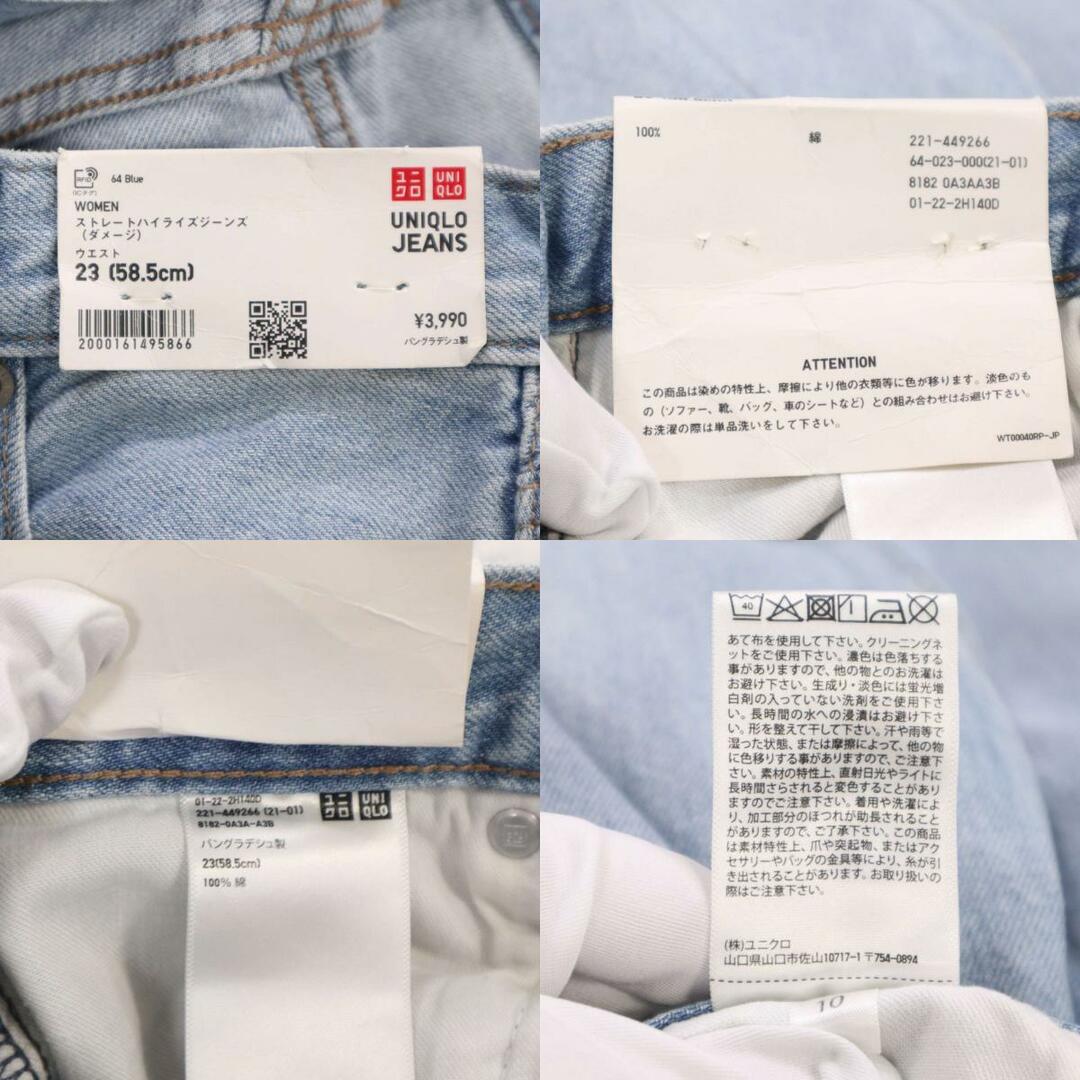 RFID
(ICタグ)
64 Blue
WOMEN
ストレートハイライズジーンズ
(ダメージ)
ウエスト
23 (58.5cm)
2000161495866
ユニ
クロ
UNI
QLO
UNIQLO
JEANS
¥3,990
バングラデシュ製
100%
綿
221-449266
64-023-000(21-01)
8182 0A3AA3B
01-22-2H140D
ATTENTION
この商品は染めの特性上、摩擦により他の衣類等に色が移ります。淡色のも
の（ソファー、靴、バッグ、車のシートなど）との組み合わせはお避け下さい。
お洗濯の際は単品洗いをして下さい。
WT00040RP-JP
01-22-2H140D
221-449266 (21-01)
8182-0A3A-A3B
ユニ
クロ
UNI
QLO
バングラデシュ製
23(58.5cm)
100% 綿
40
あて布を使用して下さい。クリーニングネ
ットをご使用下さい。濃色は色落ちする
事がありますので、他の物とのお洗濯は
お避け下さい。生成り・淡色には蛍光増
白剤の入っていない洗剤をご使用下さ
い。長時間の水への浸漬はお避け下さ
い。形を整えて干して下さい。汗や雨等で
湿った状態、または摩擦によって、他の物
に色移りする事がありますので、ご注意下
さい。素材の特性上、直射日光やライトに
長時間さらされると変色することがあり
ますのでご注意下さい。着用や洗濯によ
り、加工部分のほつれが助長されること
がありますので、ご了承下さい。この商品
は素材特性上、爪や突起物、またはアク
セサリーやバッグの金具等により、糸が引
き出されることがあります。お取り扱いの
際はご注意下さい。
(株)ユニクロ
山口県山口市佐山10717-1 〒754-0894
10